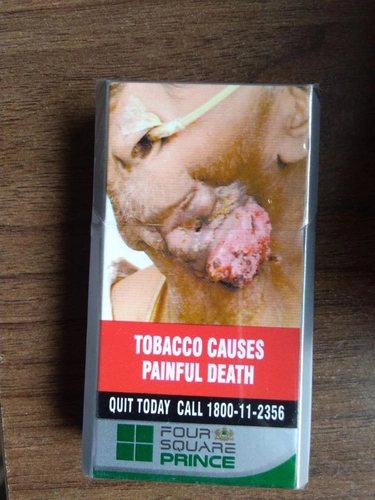 TOBACCO CAUSES
PAINFUL DEATH
QUIT TODAY CALL 1800-11-2356
FOUR
SQUARE
PRINCE